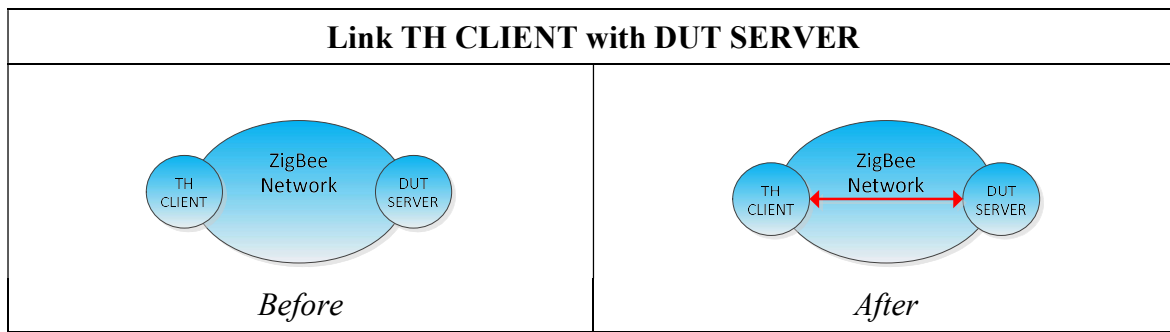 Link TH CLIENT with DUT SERVER
TH
CLIENT
ZigBee
Network
DUT
SERVER
Before
TH
CLIENT
ZigBee
Network
DUT
SERVER
After